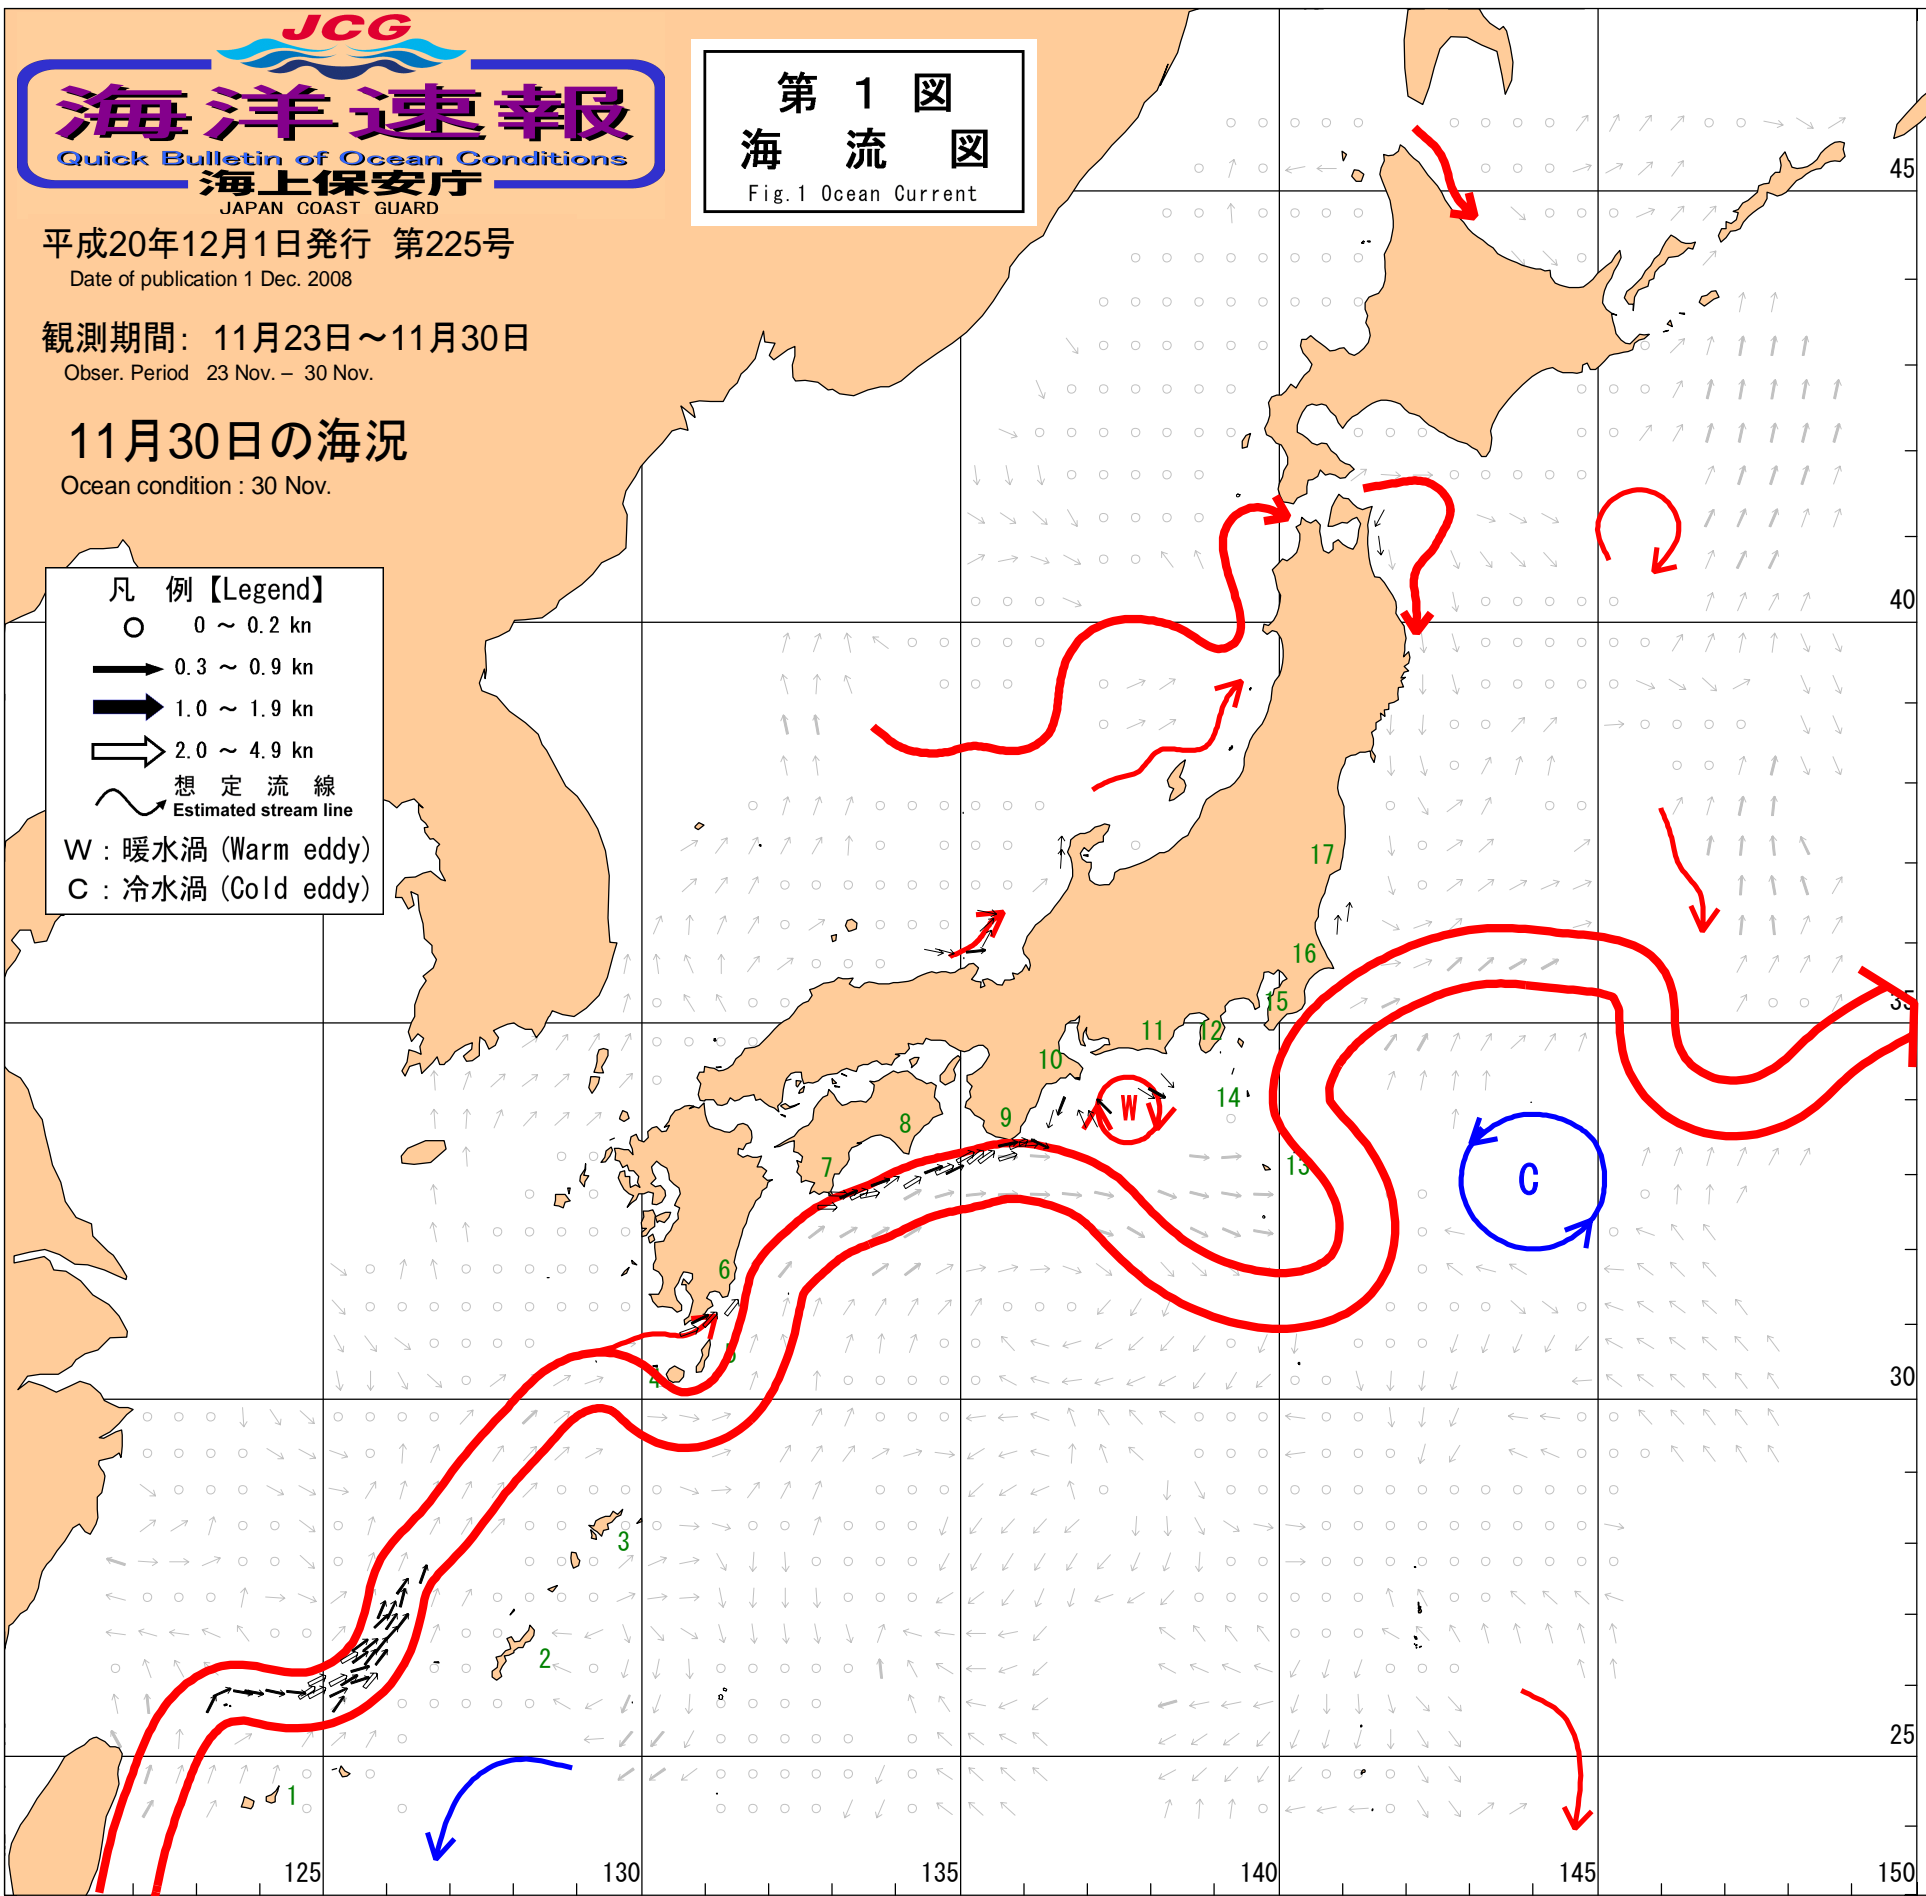 JCG
海洋速報
Quick Bulletin of Ocean Conditions
海上保安庁
JAPAN COAST GUARD
平成20年12月1日発行 第225号
Date of publication 1 Dec. 2008
観測期間: 11月23日～11月30日
Obser. Period 23 Nov. – 30 Nov.
11月30日の海況
Ocean condition : 30 Nov.
第 1 図
海 流 図
Fig.1 Ocean Current
凡 例【Legend】
0 ～ 0.2 kn
0.3 ～ 0.9 kn
1.0 ～ 1.9 kn
2.0 ～ 4.9 kn
想 定 流 線
Estimated stream line
W : 暖水渦 (Warm eddy)
C : 冷水渦 (Cold eddy)
45
40
17
16
35
15
12
11
10
14
W
9
8
7
13
C
6
5
4
30
3
2
25
1
125
130
135
140
145
150